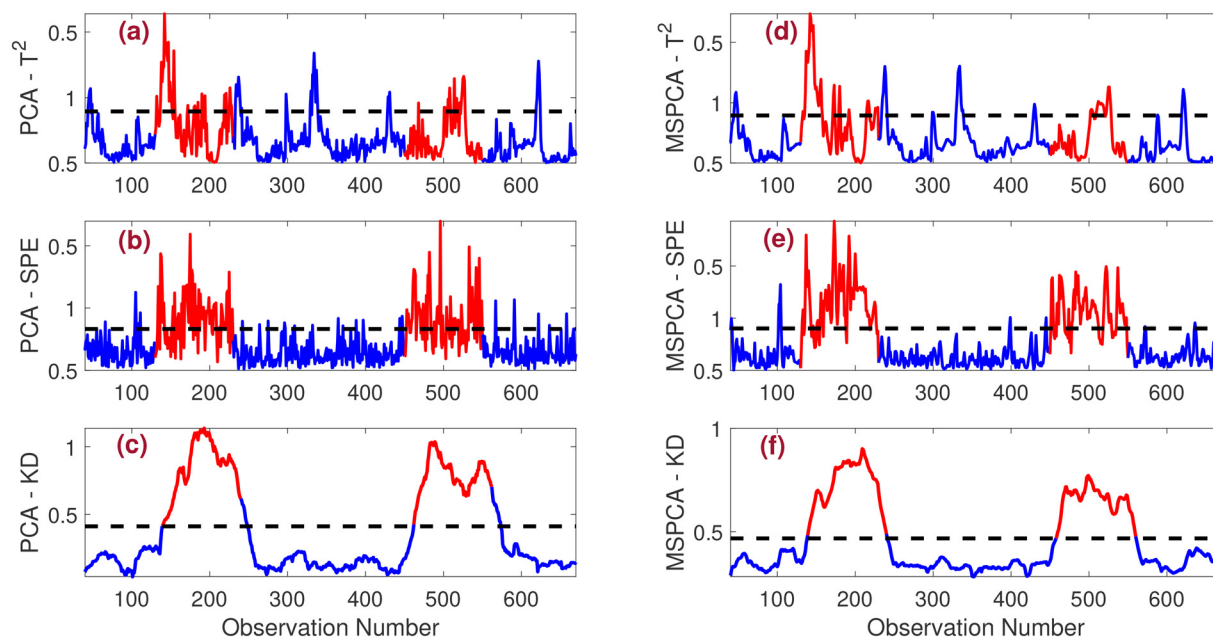 (a)
PCA - T²
0.5
1
0.5
100 200 300 400 500 600
(b)
PCA - SPE
0.5
1
0.5
100 200 300 400 500 600
(c)
PCA - KD
1
0.5
100 200 300 400 500 600
Observation Number
(d)
MSPCA - T²
0.5
1
0.5
100 200 300 400 500 600
(e)
MSPCA - SPE
0.5
1
0.5
100 200 300 400 500 600
(f)
MSPCA - KD
1
0.5
100 200 300 400 500 600
Observation Number